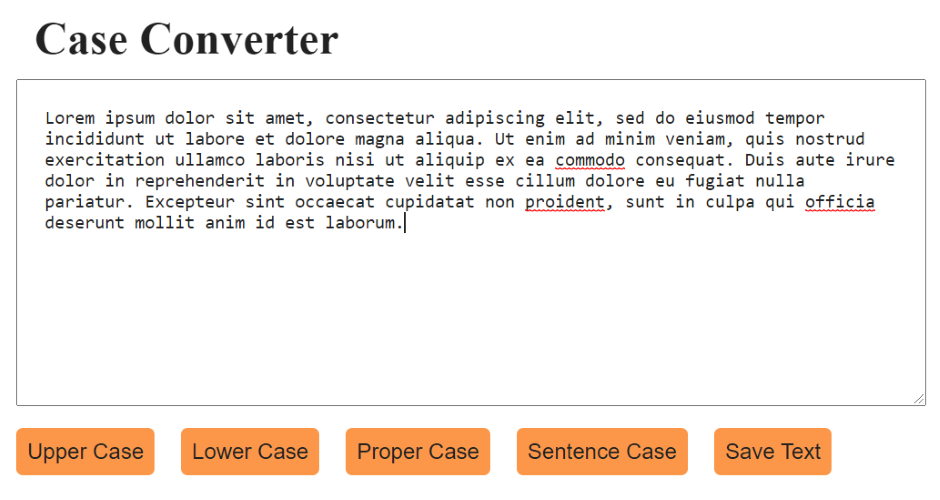 Case Converter
Lorem ipsum dolor sit amet, consectetur adipiscing elit, sed do eiusmod tempor
incididunt ut labore et dolore magna aliqua. Ut enim ad minim veniam, quis nostrud
exercitation ullamco laboris nisi ut aliquip ex ea commodo consequat. Duis aute irure
dolor in reprehenderit in voluptate velit esse cillum dolore eu fugiat nulla
pariatur. Excepteur sint occaecat cupidatat non proident, sunt in culpa qui officia
deserunt mollit anim id est laborum.
Upper Case Lower Case Proper Case Sentence Case Save Text